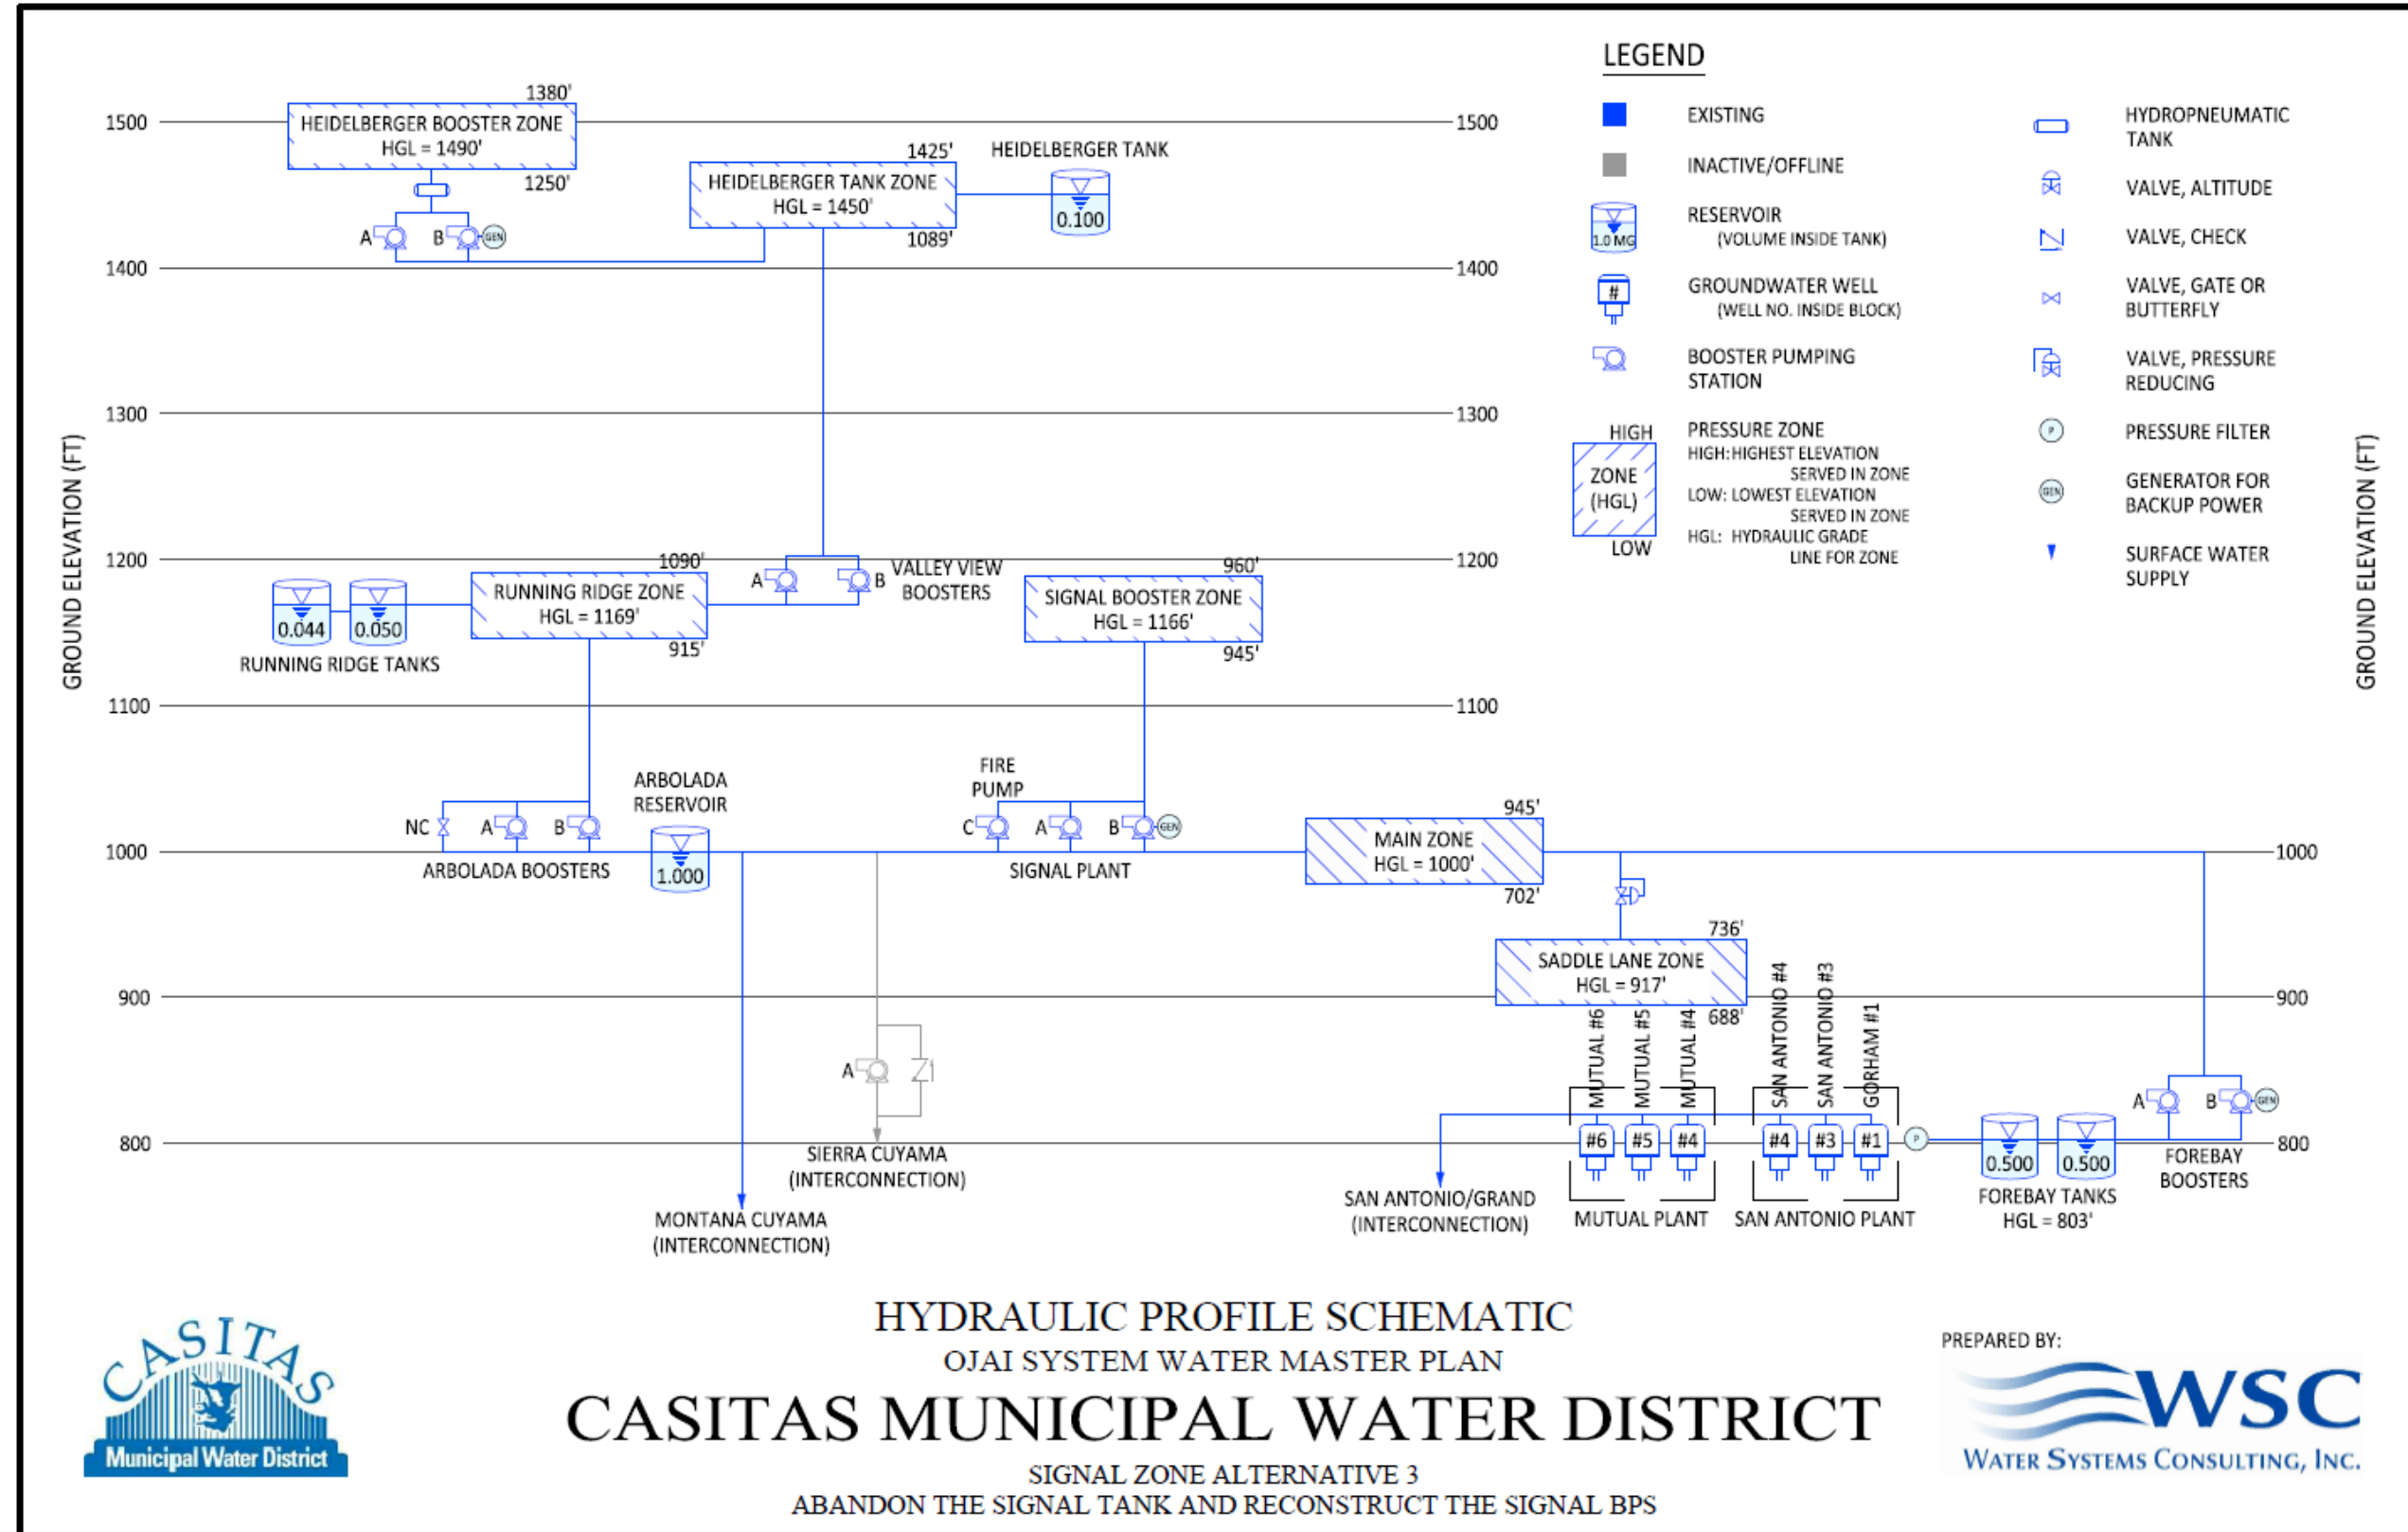 LEGEND
EXISTING
INACTIVE/OFFLINE
1.0 MG
RESERVOIR
(VOLUME INSIDE TANK)
#
GROUNDWATER WELL
(WELL NO. INSIDE BLOCK)
BOOSTER PUMPING
STATION
HIGH
ZONE
(HGL)
LOW
PRESSURE ZONE
HIGH: HIGHEST ELEVATION
SERVED IN ZONE
LOW: LOWEST ELEVATION
SERVED IN ZONE
HGL: HYDRAULIC GRADE
LINE FOR ZONE
HYDROPNEUMATIC
TANK
VALVE, ALTITUDE
VALVE, CHECK
VALVE, GATE OR
BUTTERFLY
VALVE, PRESSURE
REDUCING
P
PRESSURE FILTER
GEN
GENERATOR FOR
BACKUP POWER
SURFACE WATER
SUPPLY
GROUND ELEVATION (FT)
GROUND ELEVATION (FT)
1500
1500
1400
1400
1300
1300
1200
1200
1100
1100
1000
1000
900
900
800
800
1380'
HEIDELBERGER BOOSTER ZONE
HGL = 1490'
1250'
A
B
GEN
1425'
HEIDELBERGER TANK ZONE
HGL = 1450'
1089'
HEIDELBERGER TANK
0.100
0.044
0.050
RUNNING RIDGE TANKS
1090'
RUNNING RIDGE ZONE
HGL = 1169'
915'
A
B
VALLEY VIEW
BOOSTERS
960'
SIGNAL BOOSTER ZONE
HGL = 1166'
945'
NC
A
B
ARBOLADA BOOSTERS
ARBOLADA
RESERVOIR
1.000
FIRE
PUMP
C
A
B
GEN
SIGNAL PLANT
945'
MAIN ZONE
HGL = 1000'
702'
736'
SADDLE LANE ZONE
HGL = 917'
688'
A
SIERRA CUYAMA
(INTERCONNECTION)
MONTANA CUYAMA
(INTERCONNECTION)
SAN ANTONIO/GRAND
(INTERCONNECTION)
MUTUAL #6
MUTUAL #5
MUTUAL #4
#6
#5
#4
MUTUAL PLANT
SAN ANTONIO #4
SAN ANTONIO #3
GORHAM #1
#4
#3
#1
SAN ANTONIO PLANT
P
0.500
0.500
FOREBAY TANKS
HGL = 803'
A
B
GEN
FOREBAY
BOOSTERS
HYDRAULIC PROFILE SCHEMATIC
OJAI SYSTEM WATER MASTER PLAN
CASITAS MUNICIPAL WATER DISTRICT
SIGNAL ZONE ALTERNATIVE 3
ABANDON THE SIGNAL TANK AND RECONSTRUCT THE SIGNAL BPS
CASITAS
Municipal Water District
PREPARED BY:
WSC
WATER SYSTEMS CONSULTING, INC.